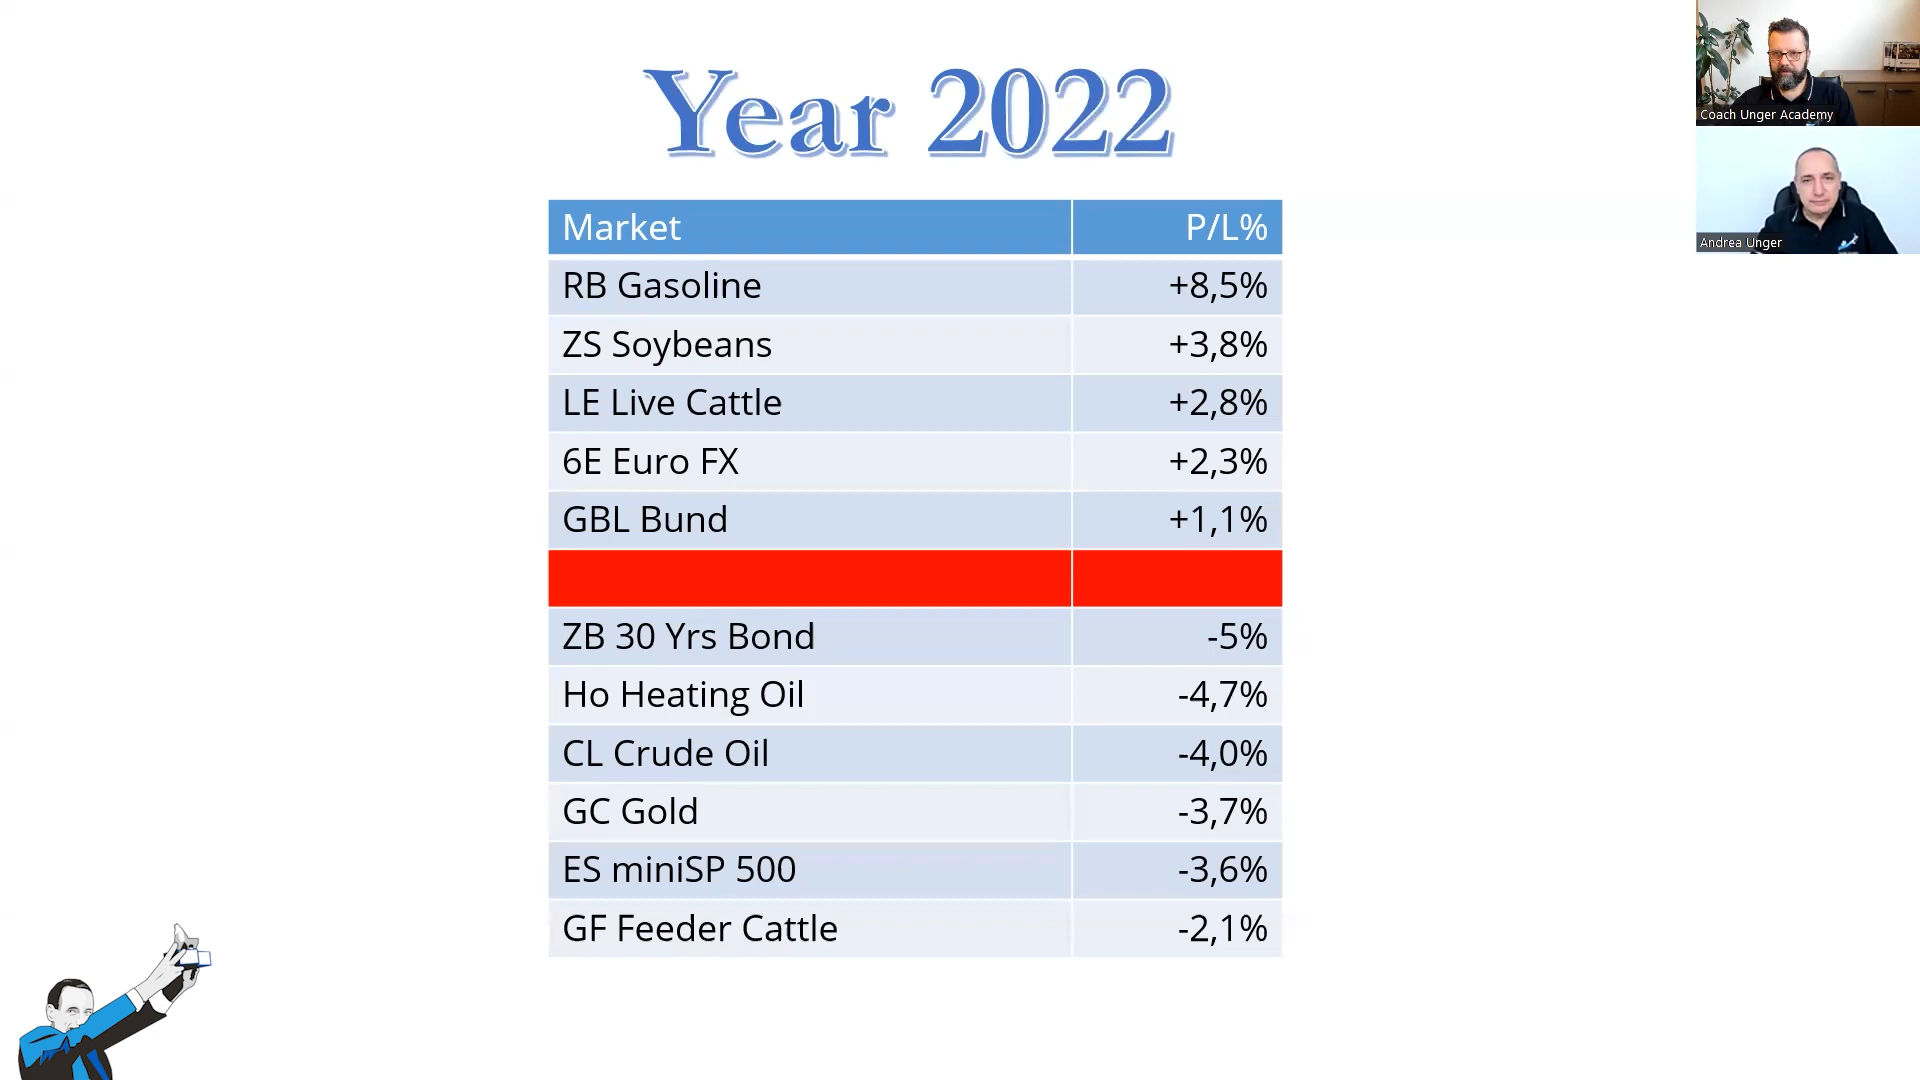 Year 2022
Market P/L%
RB Gasoline +8,5%
ZS Soybeans +3,8%
LE Live Cattle +2,8%
6E Euro FX +2,3%
GBL Bund +1,1%
ZB 30 Yrs Bond -5%
Ho Heating Oil -4,7%
CL Crude Oil -4,0%
GC Gold -3,7%
ES miniSP 500 -3,6%
GF Feeder Cattle -2,1%
Coach Unger Academy
Andrea Unger